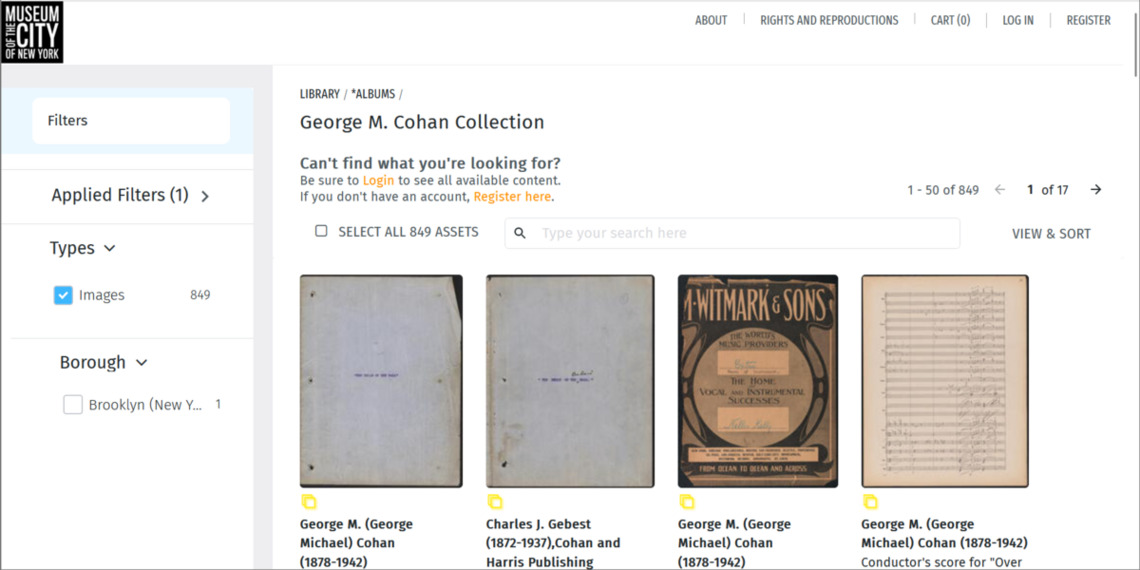 MUSEUM
OF THE CITY
OF NEW YORK
ABOUT
RIGHTS AND REPRODUCTIONS
CART (0)
LOG IN
REGISTER
Filters
Applied Filters (1)
Types
Images 849
Borough
Brooklyn (New Y... 1
LIBRARY / *ALBUMS /
George M. Cohan Collection
Can't find what you're looking for?
Be sure to Login to see all available content.
If you don't have an account, Register here.
1 - 50 of 849
1 of 17
SELECT ALL 849 ASSETS
Type your search here
VIEW & SORT
M. WITMARK & SONS
THE WORLD'S
MUSIC PROVIDERS
THE HOME
OF
VOCAL AND INSTRUMENTAL
SUCCESSES
FROM OCEAN TO OCEAN AND ACROSS
George M. (George
Michael) Cohan
(1878-1942)
Charles J. Gebest
(1872-1937),Cohan and
Harris Publishing
George M. (George
Michael) Cohan
(1878-1942)
George M. (George
Michael) Cohan (1878-1942)
Conductor's score for "Over